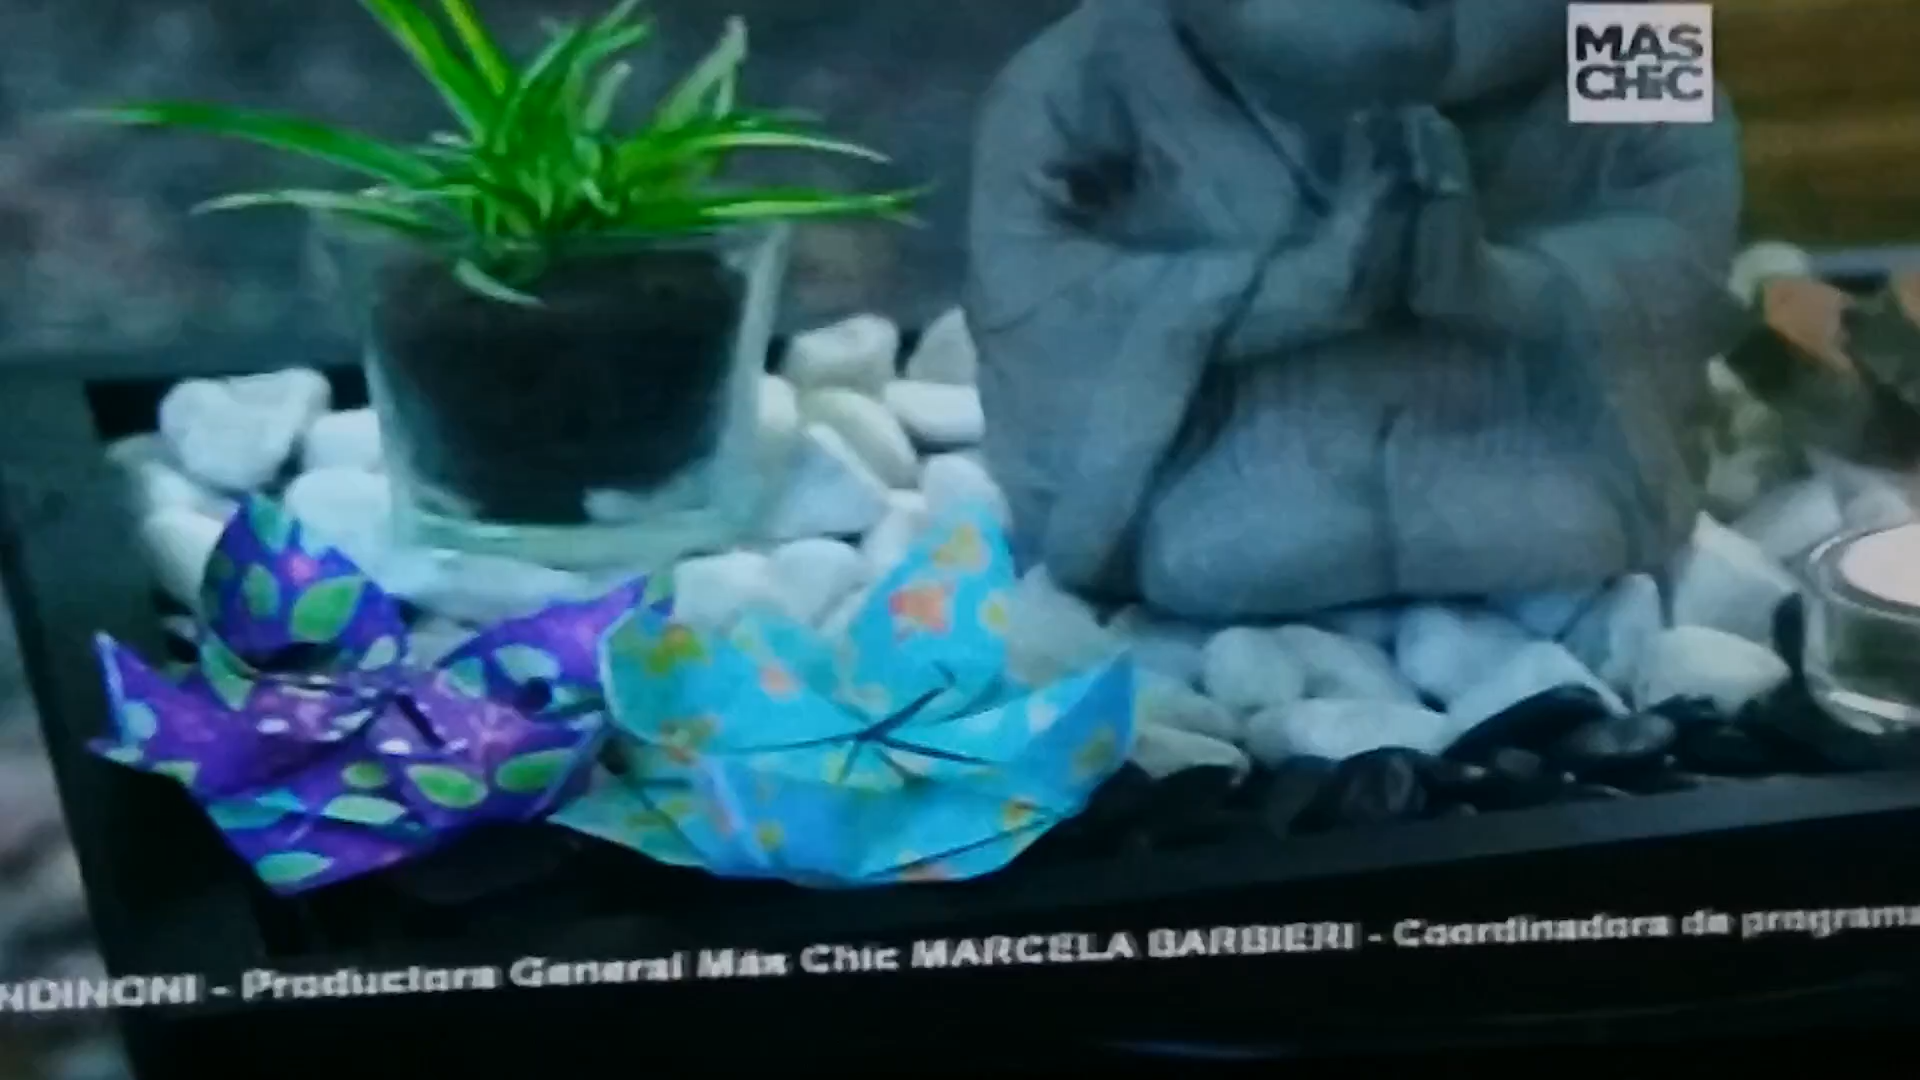 MAS
CHiC
NDINONI - Productora General Más Chic MARCELA BARBIERI - Coordinadora de programa